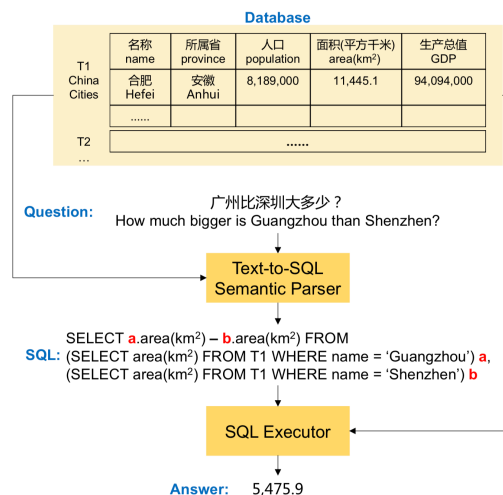 Database
T1
China
Cities
名称
name
所属省
province
人口
population
面积(平方千米)
area(km²)
生产总值
GDP
合肥
Hefei
安徽
Anhui
8,189,000
11,445.1
94,094,000
......
T2
......
...
Question:
广州比深圳大多少？
How much bigger is Guangzhou than Shenzhen?
Text-to-SQL
Semantic Parser
SQL:
SELECT a.area(km²) – b.area(km²) FROM
(SELECT area(km²) FROM T1 WHERE name = ‘Guangzhou’) a,
(SELECT area(km²) FROM T1 WHERE name = ‘Shenzhen’) b
SQL Executor
Answer: 5,475.9